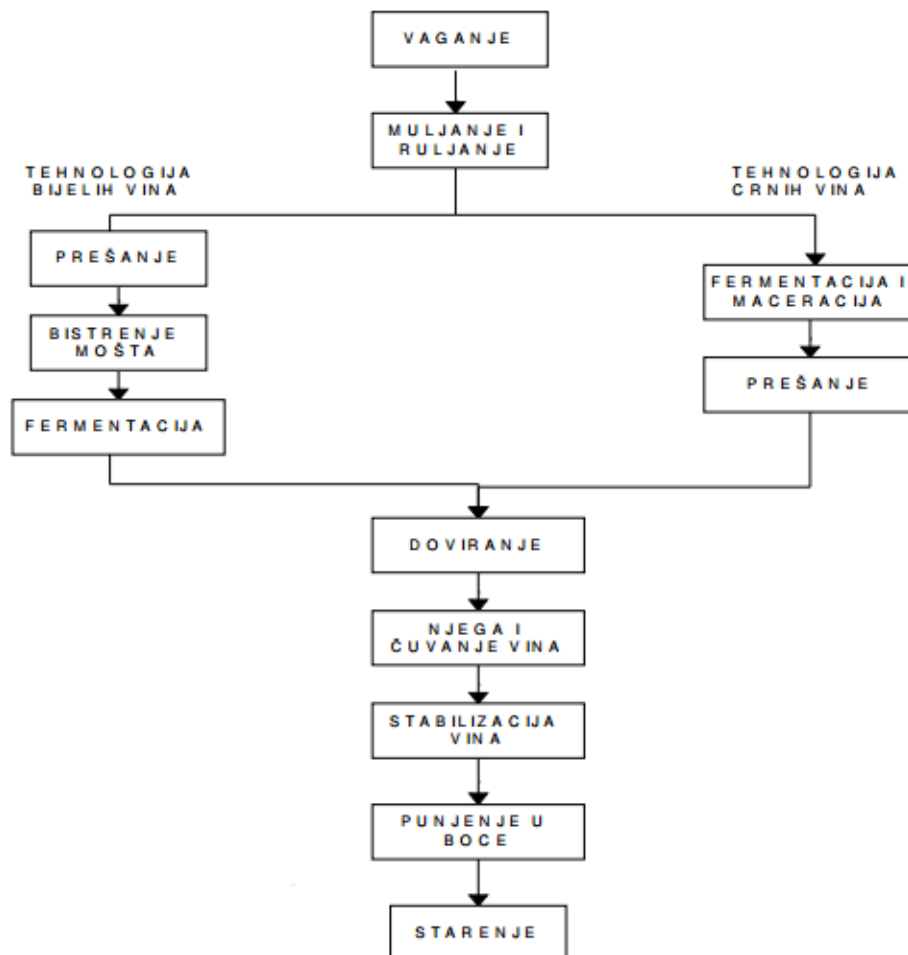 VAGANJE
MULJANJE I
RULJANJE
TEHNOLOGIJA
BIJELIH VINA
TEHNOLOGIJA
CRNIH VINA
PREŠANJE
BISTRENJE
MOŠTA
FERMENTACIJA
FERMENTACIJA I
MACERACIJA
PREŠANJE
DOVIRANJE
NJEGA I
ČUVANJE VINA
STABILIZACIJA
VINA
PUNJENJE U
BOCE
STARENJE